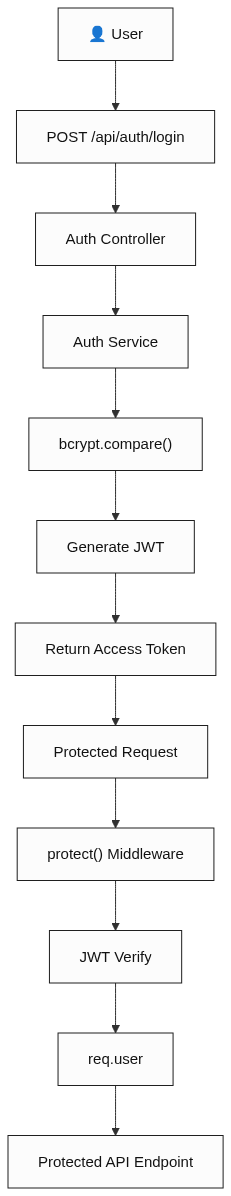 👤 User
POST /api/auth/login
Auth Controller
Auth Service
bcrypt.compare()
Generate JWT
Return Access Token
Protected Request
protect() Middleware
JWT Verify
req.user
Protected API Endpoint